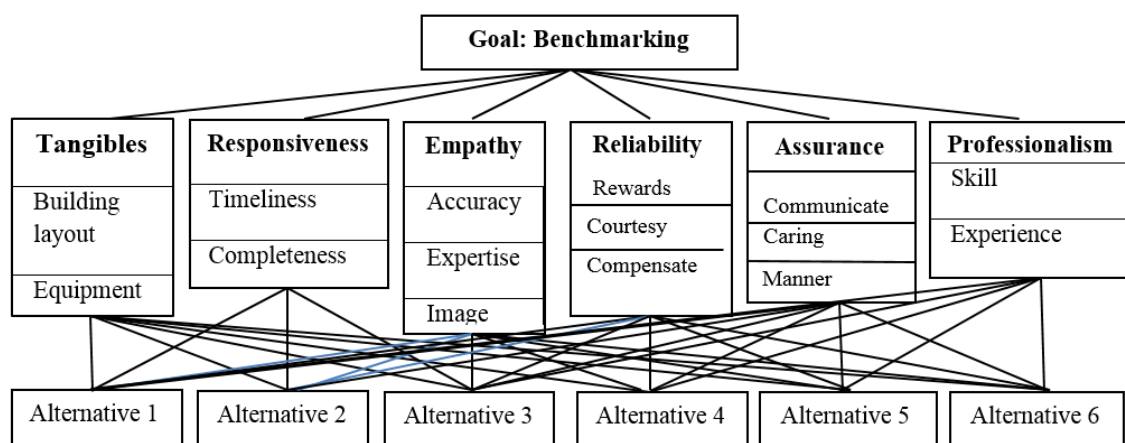 Goal: Benchmarking
Tangibles
Building
layout
Equipment
Responsiveness
Timeliness
Completeness
Empathy
Accuracy
Expertise
Image
Reliability
Rewards
Courtesy
Compensate
Assurance
Communicate
Caring
Manner
Professionalism
Skill
Experience
Alternative 1
Alternative 2
Alternative 3
Alternative 4
Alternative 5
Alternative 6